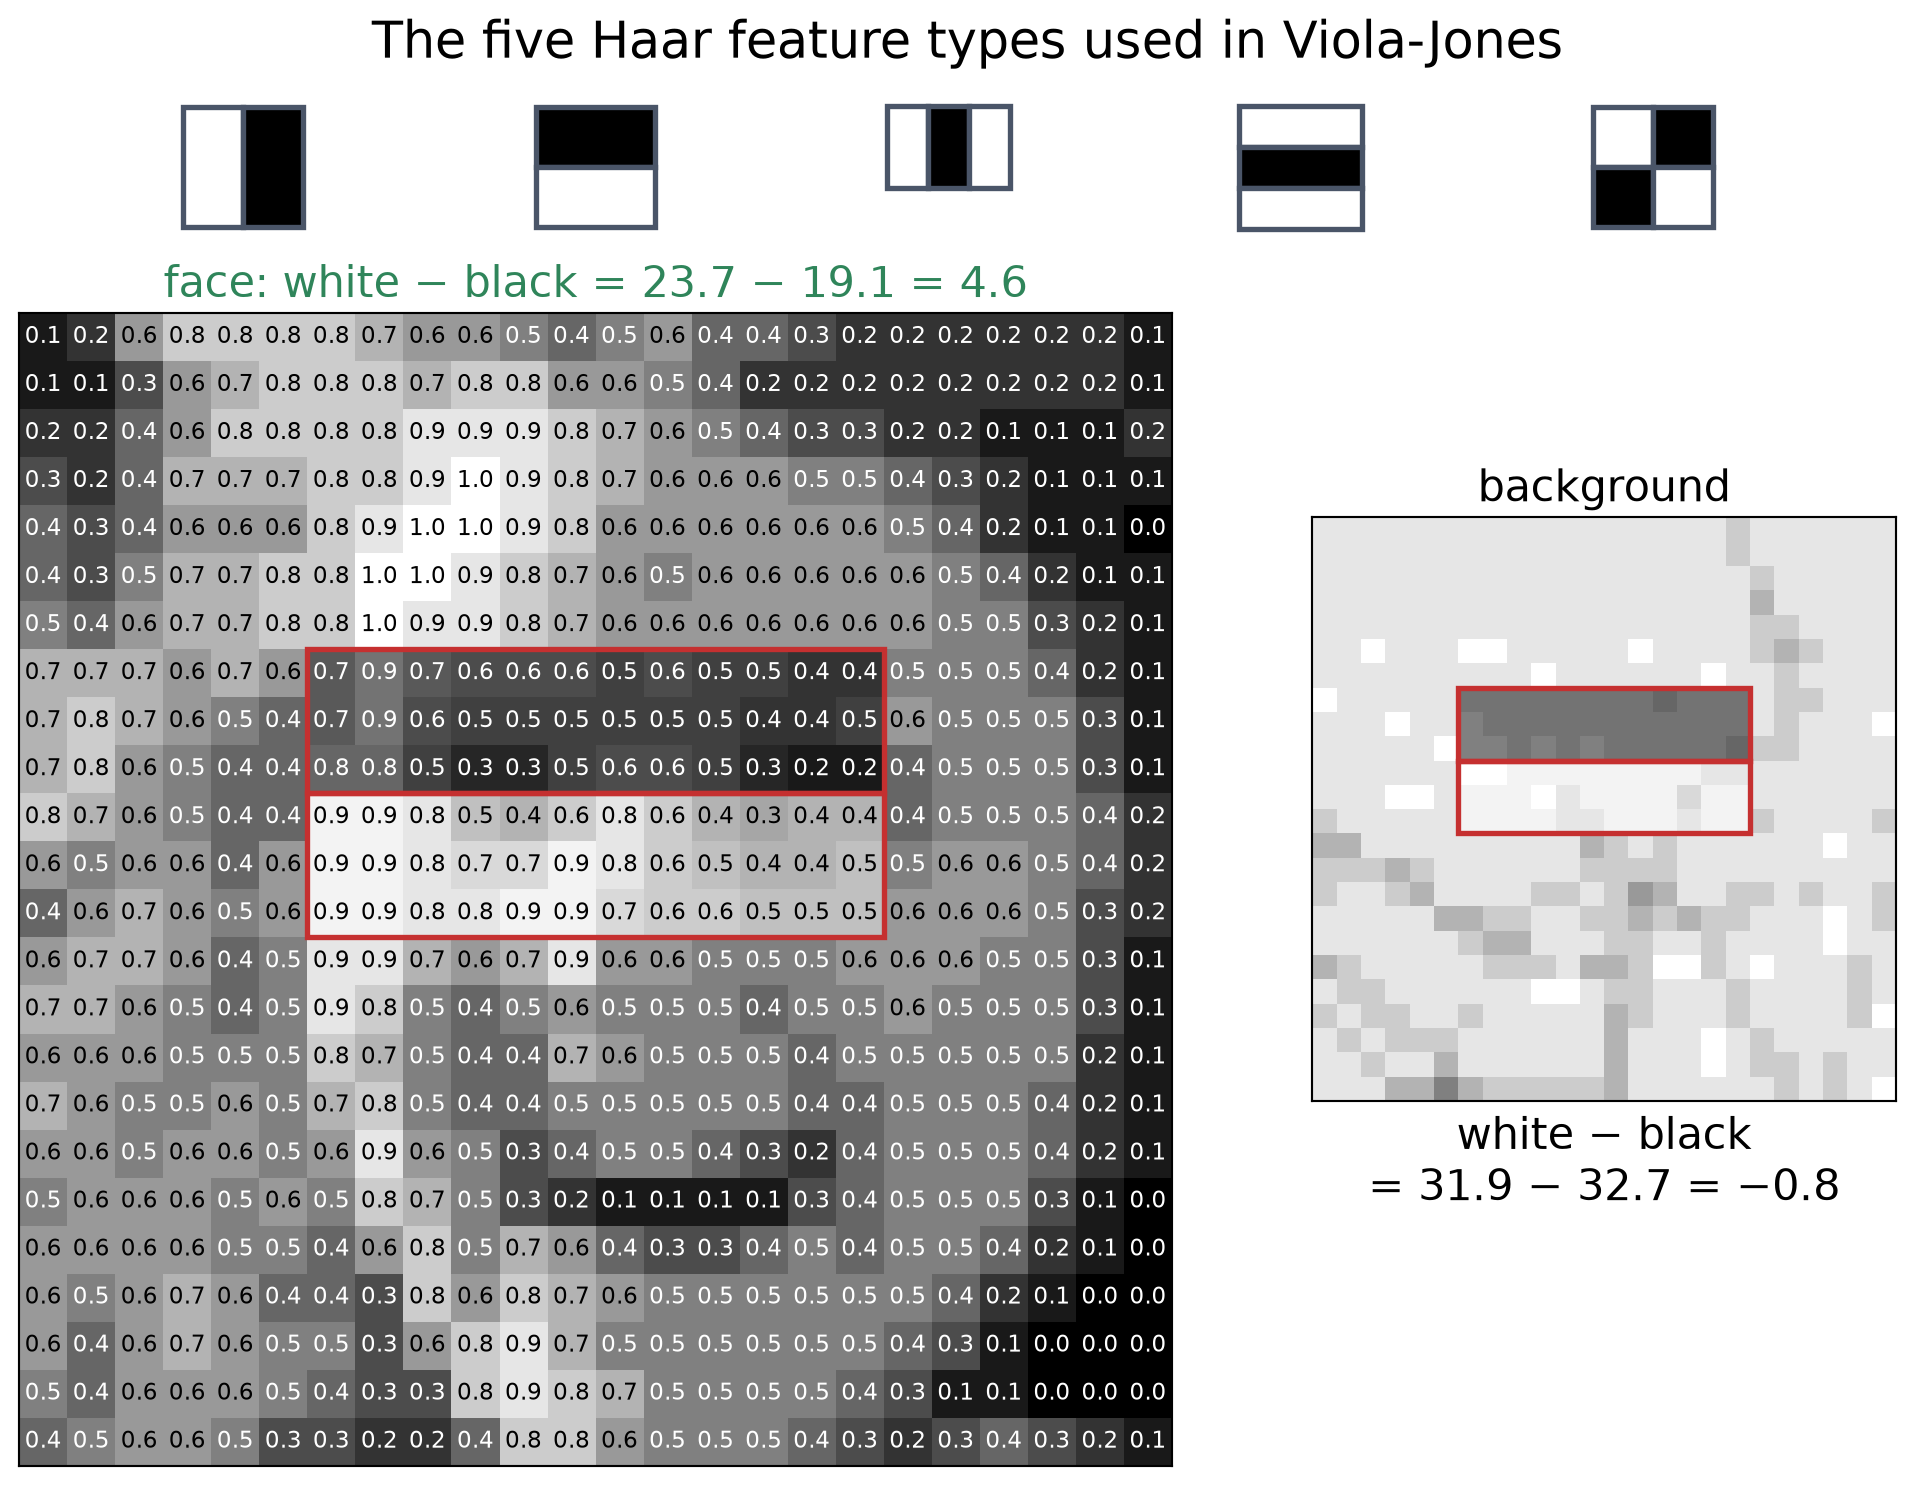 The five Haar feature types used in Viola-Jones
face: white − black = 23.7 − 19.1 = 4.6
0.1 0.2 0.6 0.8 0.8 0.8 0.8 0.7 0.6 0.6 0.5 0.4 0.5 0.6 0.4 0.4 0.3 0.2 0.2 0.2 0.2 0.2 0.2 0.1
0.1 0.1 0.3 0.6 0.7 0.8 0.8 0.8 0.7 0.8 0.8 0.6 0.6 0.5 0.4 0.2 0.2 0.2 0.2 0.2 0.2 0.2 0.2 0.1
0.2 0.2 0.4 0.6 0.8 0.8 0.8 0.8 0.9 0.9 0.9 0.8 0.7 0.6 0.5 0.4 0.3 0.3 0.2 0.2 0.1 0.1 0.1 0.2
0.3 0.2 0.4 0.7 0.7 0.7 0.8 0.8 0.9 1.0 0.9 0.8 0.7 0.6 0.6 0.6 0.5 0.5 0.4 0.3 0.2 0.1 0.1 0.1
0.4 0.3 0.4 0.6 0.6 0.6 0.8 0.9 1.0 1.0 0.9 0.8 0.6 0.6 0.6 0.6 0.6 0.6 0.5 0.4 0.2 0.1 0.1 0.0
0.4 0.3 0.5 0.7 0.7 0.8 0.8 1.0 1.0 0.9 0.8 0.7 0.6 0.5 0.6 0.6 0.6 0.6 0.6 0.5 0.4 0.2 0.1 0.1
0.5 0.4 0.6 0.7 0.7 0.8 0.8 1.0 0.9 0.9 0.8 0.7 0.6 0.6 0.6 0.6 0.6 0.6 0.6 0.5 0.5 0.3 0.2 0.1
0.7 0.7 0.7 0.6 0.7 0.6 0.7 0.9 0.7 0.6 0.6 0.6 0.5 0.6 0.5 0.5 0.4 0.4 0.5 0.5 0.5 0.4 0.2 0.1
0.7 0.8 0.7 0.6 0.5 0.4 0.7 0.9 0.6 0.5 0.5 0.5 0.5 0.5 0.5 0.4 0.4 0.5 0.6 0.5 0.5 0.5 0.3 0.1
0.7 0.8 0.6 0.5 0.4 0.4 0.8 0.8 0.5 0.3 0.3 0.5 0.6 0.6 0.5 0.3 0.2 0.2 0.4 0.5 0.5 0.5 0.3 0.1
0.8 0.7 0.6 0.5 0.4 0.4 0.9 0.9 0.8 0.5 0.4 0.6 0.8 0.6 0.4 0.3 0.4 0.4 0.4 0.5 0.5 0.5 0.4 0.2
0.6 0.5 0.6 0.6 0.4 0.6 0.9 0.9 0.8 0.7 0.7 0.9 0.8 0.6 0.5 0.4 0.4 0.5 0.5 0.6 0.6 0.5 0.4 0.2
0.4 0.6 0.7 0.6 0.5 0.6 0.9 0.9 0.8 0.8 0.9 0.9 0.7 0.6 0.6 0.5 0.5 0.5 0.6 0.6 0.6 0.5 0.3 0.2
0.6 0.7 0.7 0.6 0.4 0.5 0.9 0.9 0.7 0.6 0.7 0.9 0.6 0.6 0.5 0.5 0.5 0.6 0.6 0.6 0.5 0.5 0.3 0.1
0.7 0.7 0.6 0.5 0.4 0.5 0.9 0.8 0.5 0.4 0.5 0.6 0.5 0.5 0.5 0.4 0.5 0.5 0.6 0.5 0.5 0.5 0.3 0.1
0.6 0.6 0.6 0.5 0.5 0.5 0.8 0.7 0.5 0.4 0.4 0.7 0.6 0.5 0.5 0.5 0.4 0.5 0.5 0.5 0.5 0.5 0.2 0.1
0.7 0.6 0.5 0.5 0.6 0.5 0.7 0.8 0.5 0.4 0.4 0.5 0.5 0.5 0.5 0.5 0.4 0.4 0.5 0.5 0.5 0.4 0.2 0.1
0.6 0.6 0.5 0.6 0.6 0.5 0.6 0.9 0.6 0.5 0.3 0.4 0.5 0.5 0.4 0.3 0.2 0.4 0.5 0.5 0.5 0.4 0.2 0.1
0.5 0.6 0.6 0.6 0.5 0.6 0.5 0.8 0.7 0.5 0.3 0.2 0.1 0.1 0.1 0.1 0.3 0.4 0.5 0.5 0.5 0.3 0.1 0.0
0.6 0.6 0.6 0.6 0.5 0.5 0.4 0.6 0.8 0.5 0.7 0.6 0.4 0.3 0.3 0.4 0.5 0.4 0.5 0.5 0.4 0.2 0.1 0.0
0.6 0.5 0.6 0.7 0.6 0.4 0.4 0.3 0.8 0.6 0.8 0.7 0.6 0.5 0.5 0.5 0.5 0.5 0.5 0.4 0.2 0.1 0.0 0.0
0.6 0.4 0.6 0.7 0.6 0.5 0.5 0.3 0.6 0.8 0.9 0.7 0.5 0.5 0.5 0.5 0.5 0.5 0.4 0.3 0.1 0.0 0.0 0.0
0.5 0.4 0.6 0.6 0.6 0.5 0.4 0.3 0.3 0.8 0.9 0.8 0.7 0.5 0.5 0.5 0.5 0.4 0.3 0.1 0.1 0.0 0.0 0.0
0.4 0.5 0.6 0.6 0.5 0.3 0.3 0.2 0.2 0.4 0.8 0.8 0.6 0.5 0.5 0.5 0.4 0.3 0.2 0.3 0.4 0.3 0.2 0.1
background
white − black
= 31.9 − 32.7 = −0.8